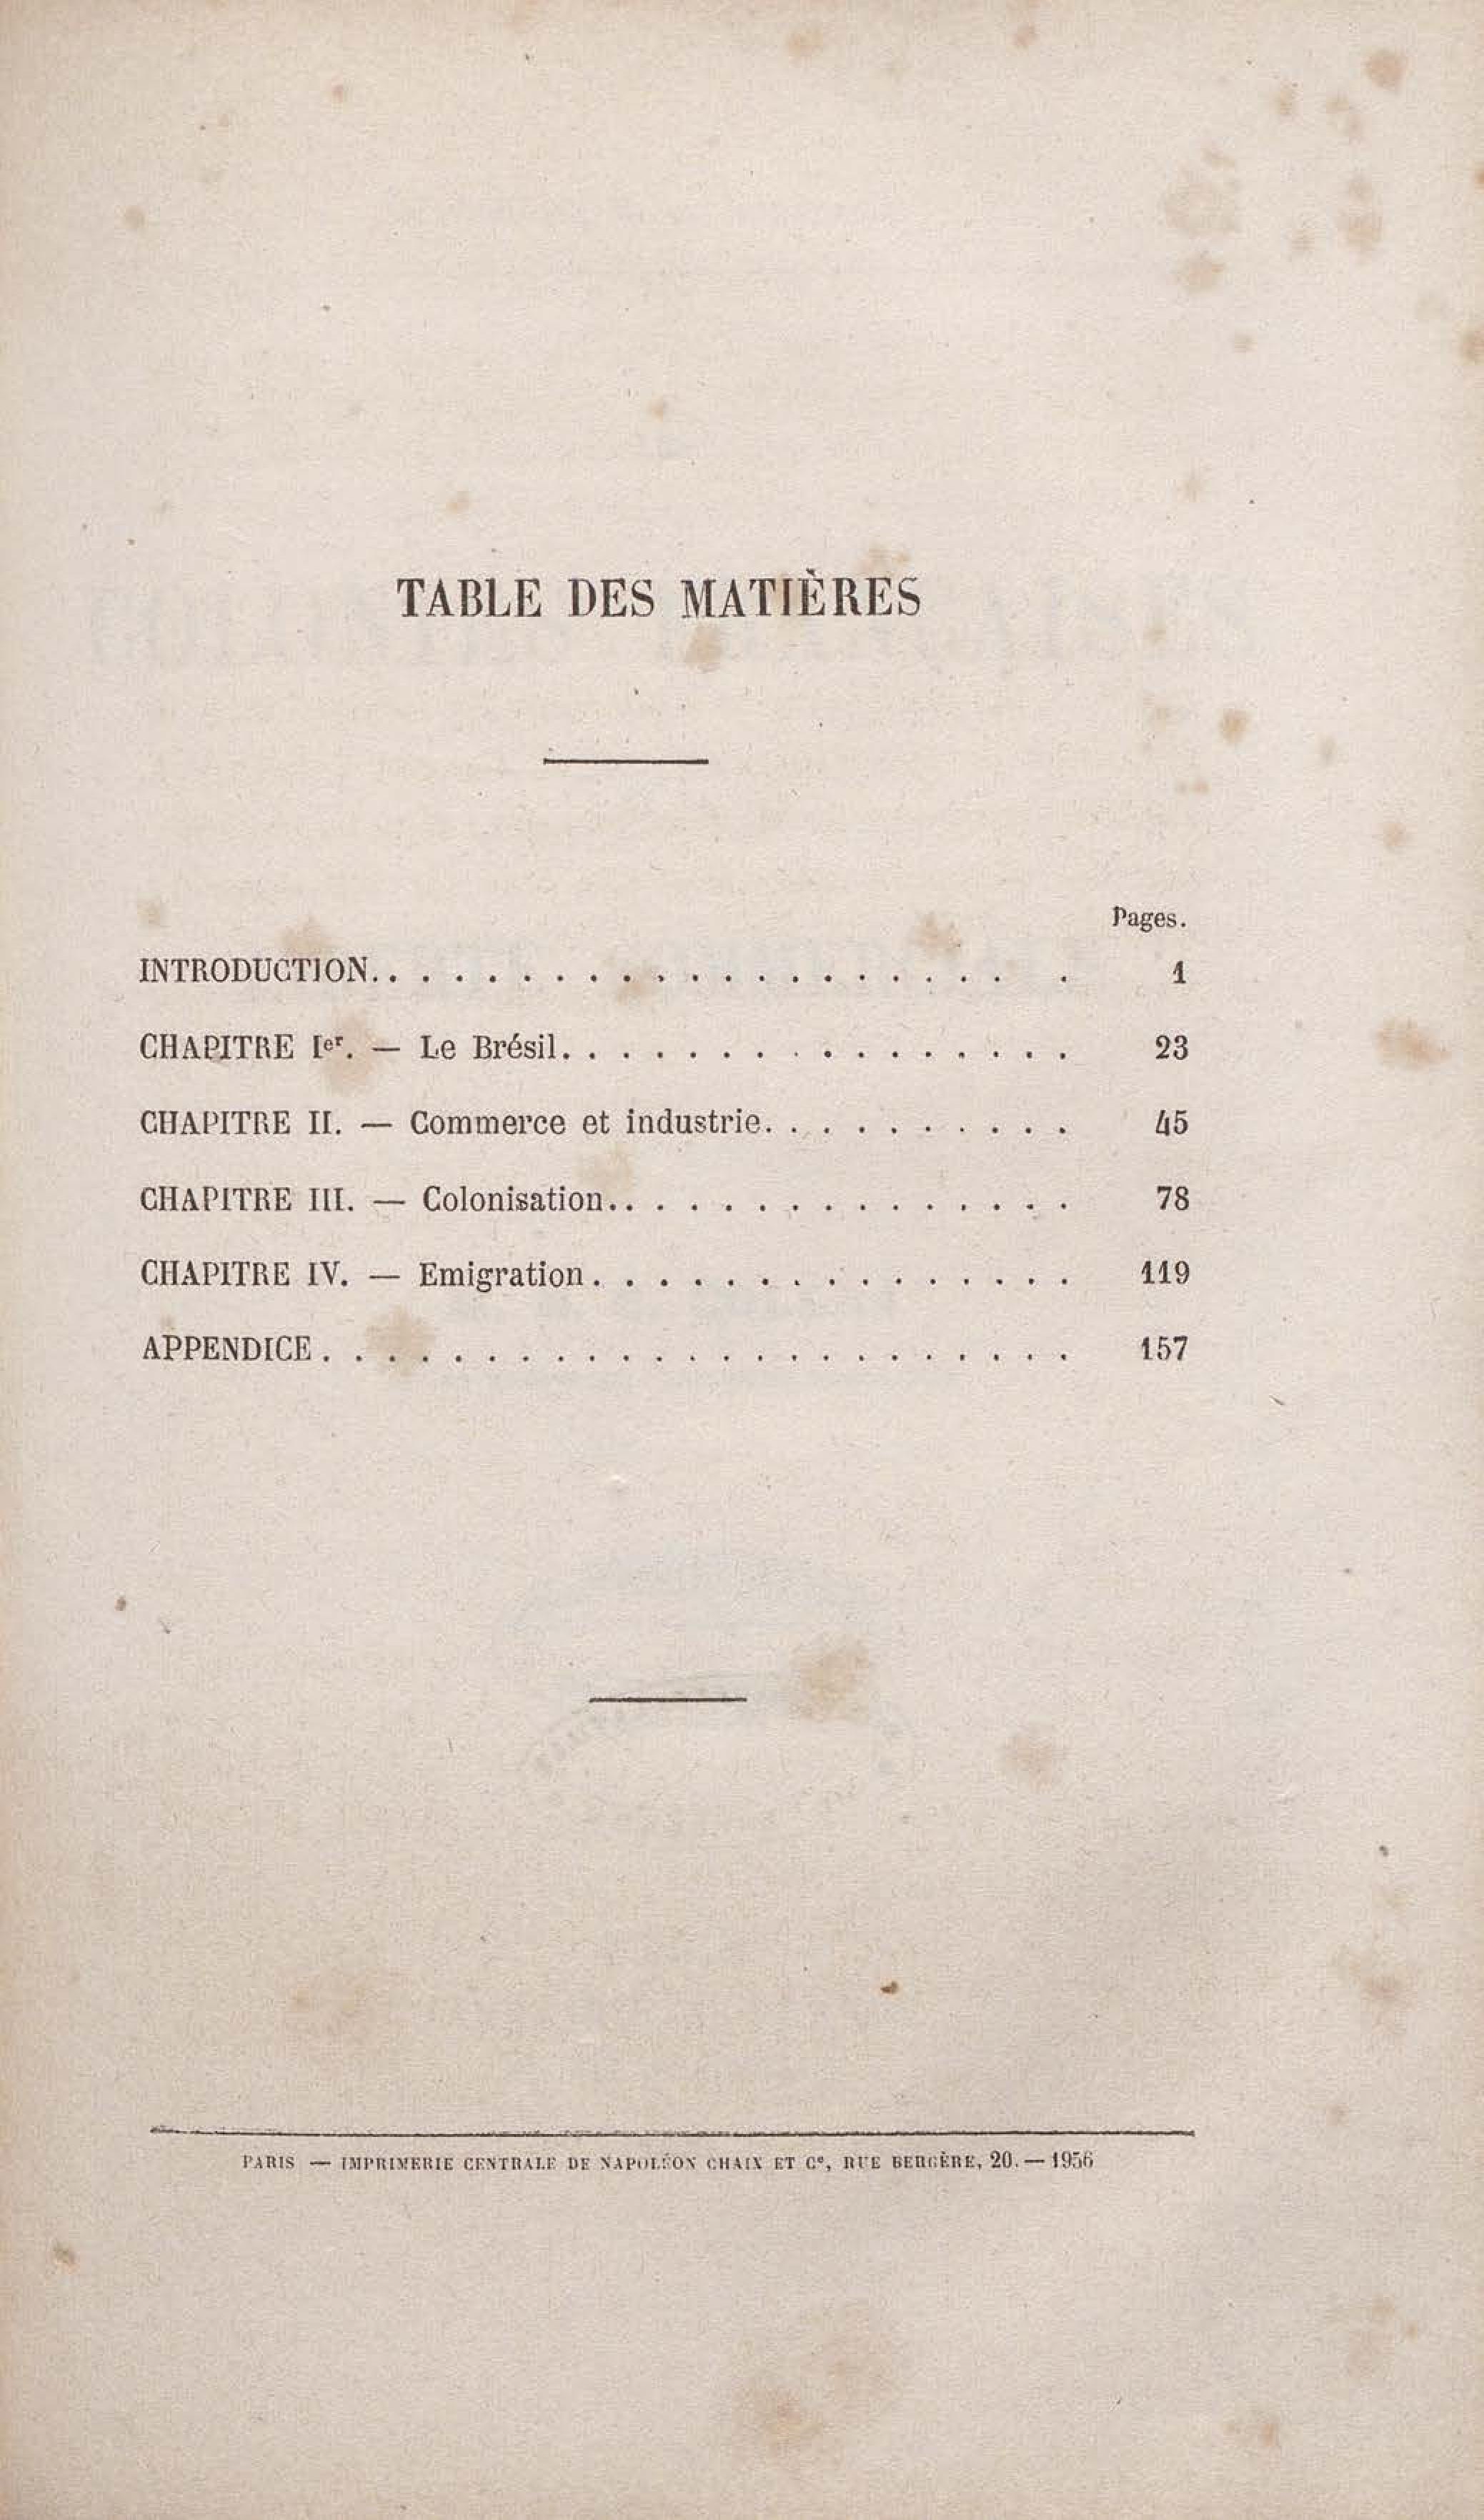 TABLE DES MATIÈRES
Pages.
INTRODUCTION. . . . . . . . . . . . . . . . . . . . . 1
CHAPITRE Ier. — Le Brésil. . . . . . . . . . . . . . . . 23
CHAPITRE II. — Commerce et industrie. . . . . . . . . . 45
CHAPITRE III. — Colonisation. . . . . . . . . . . . . . . 78
CHAPITRE IV. — Emigration. . . . . . . . . . . . . . . 119
APPENDICE. . . . . . . . . . . . . . . . . . . . . . . 157
PARIS — IMPRIMERIE CENTRALE DE NAPOLÉON CHAIX ET Ce, RUE BERGÈRE, 20. — 1956